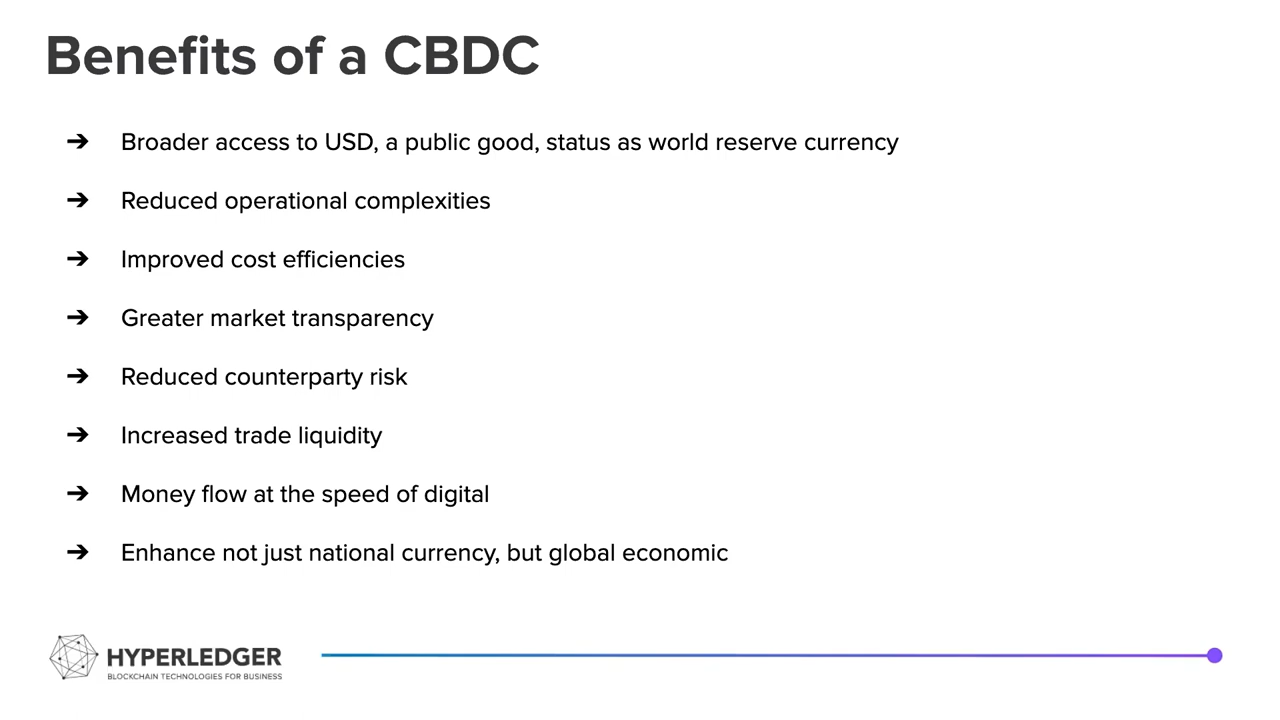 Benefits of a CBDC
➔ Broader access to USD, a public good, status as world reserve currency
➔ Reduced operational complexities
➔ Improved cost efficiencies
➔ Greater market transparency
➔ Reduced counterparty risk
➔ Increased trade liquidity
➔ Money flow at the speed of digital
➔ Enhance not just national currency, but global economic
HYPERLEDGER
BLOCKCHAIN TECHNOLOGIES FOR BUSINESS